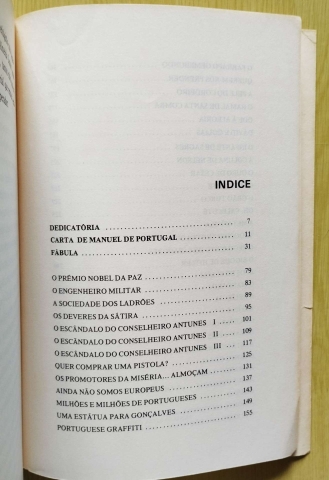 INDICE
DEDICATÓRIA 7
CARTA DE MANUEL DE PORTUGAL 11
FÁBULA 31
O PRÉMIO NOBEL DA PAZ 79
O ENGENHEIRO MILITAR 83
A SOCIEDADE DOS LADRÕES 89
OS DEVERES DA SÁTIRA 95
O ESCÂNDALO DO CONSELHEIRO ANTUNES I 101
O ESCÂNDALO DO CONSELHEIRO ANTUNES II 109
O ESCÂNDALO DO CONSELHEIRO ANTUNES III 117
QUER COMPRAR UMA PISTOLA? 125
OS PROMOTORES DA MISÉRIA... ALMOÇAM 131
AINDA NÃO SOMOS EUROPEUS 137
MILHÕES E MILHÕES DE PORTUGUESES 143
UMA ESTÁTUA PARA GONÇALVES 149
PORTUGUESE GRAFFITI 155